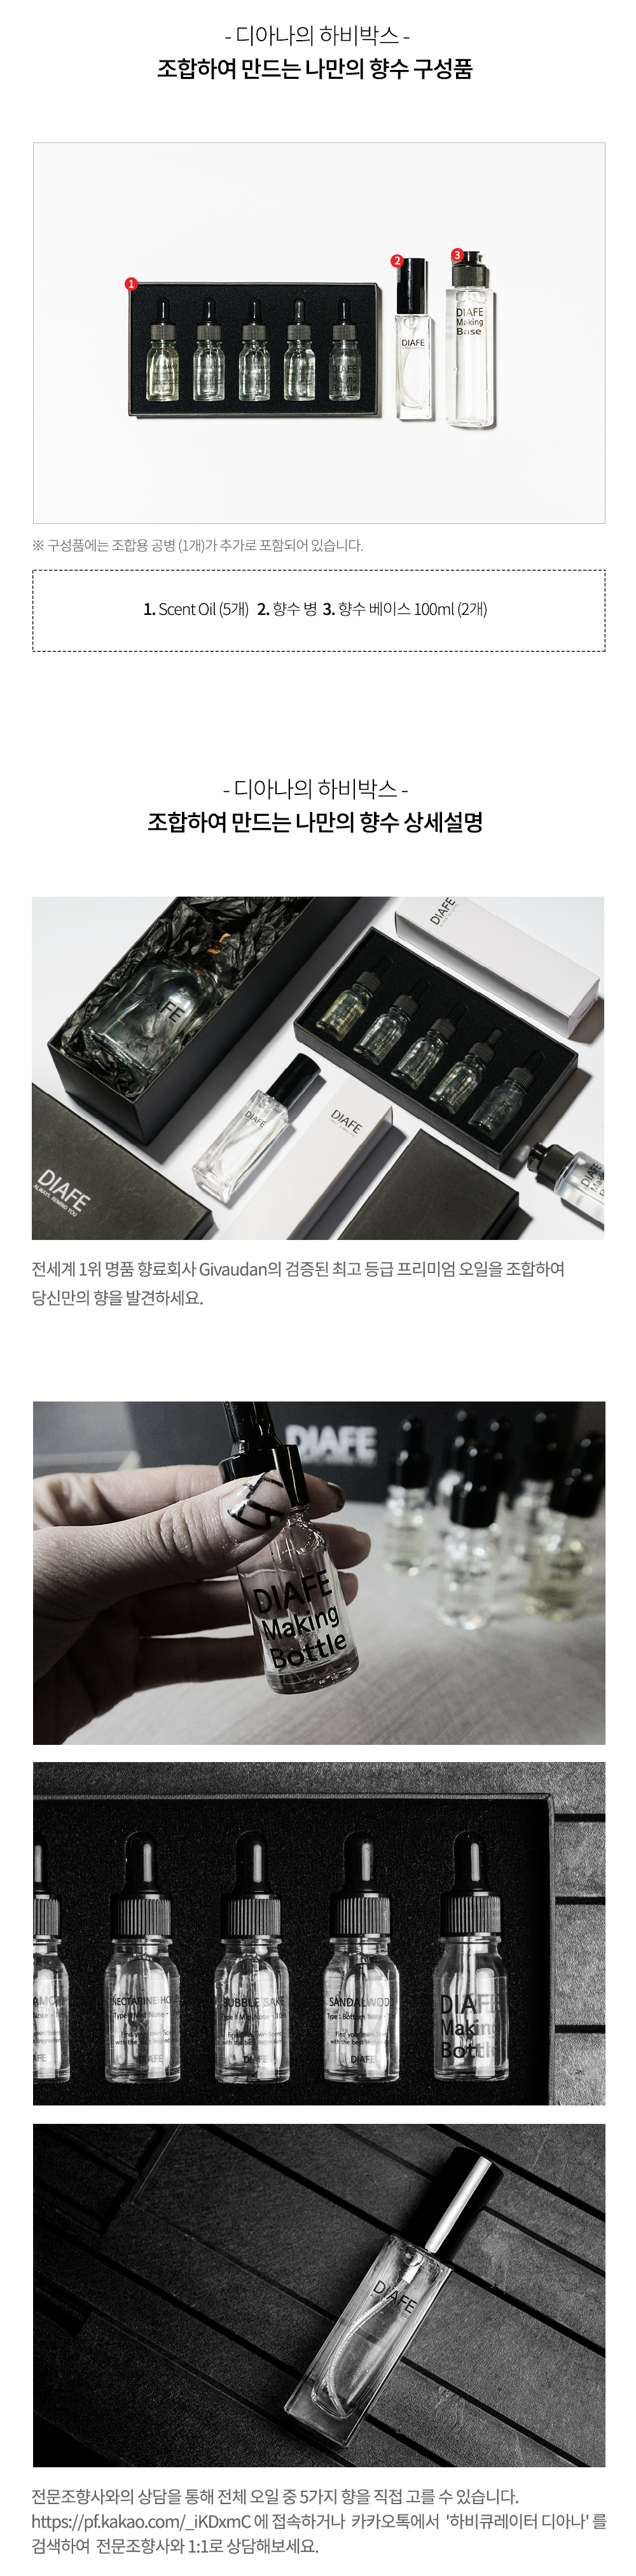 - 디아나의 하비박스 -
조합하여 만드는 나만의 향수 구성품
1
2
3
DIAFE
DIAFE
Making
Base
※ 구성품에는 조합용 공병 (1개)가 추가로 포함되어 있습니다.
1. Scent Oil (5개) 2. 향수 병 3. 향수 베이스 100ml (2개)
- 디아나의 하비박스 -
조합하여 만드는 나만의 향수 상세설명
DIAFE
DIAFE
DIAFE
DIAFE
ALWAYS, REMIND YOU
전세계 1위 명품 향료회사 Givaudan의 검증된 최고 등급 프리미엄 오일을 조합하여
당신만의 향을 발견하세요.
DIAFE
DIAFE
Making
Bottle
NECTARINE
SANDALWOOD
DIAFE
Making
Bottle
DIAFE
DIAFE
DIAFE
DIAFE
전문조향사와의 상담을 통해 전체 오일 중 5가지 향을 직접 고를 수 있습니다.
https://pf.kakao.com/_iKDxmC 에 접속하거나 카카오톡에서 '하비큐레이터 디아나' 를
검색하여 전문조향사와 1:1로 상담해보세요.